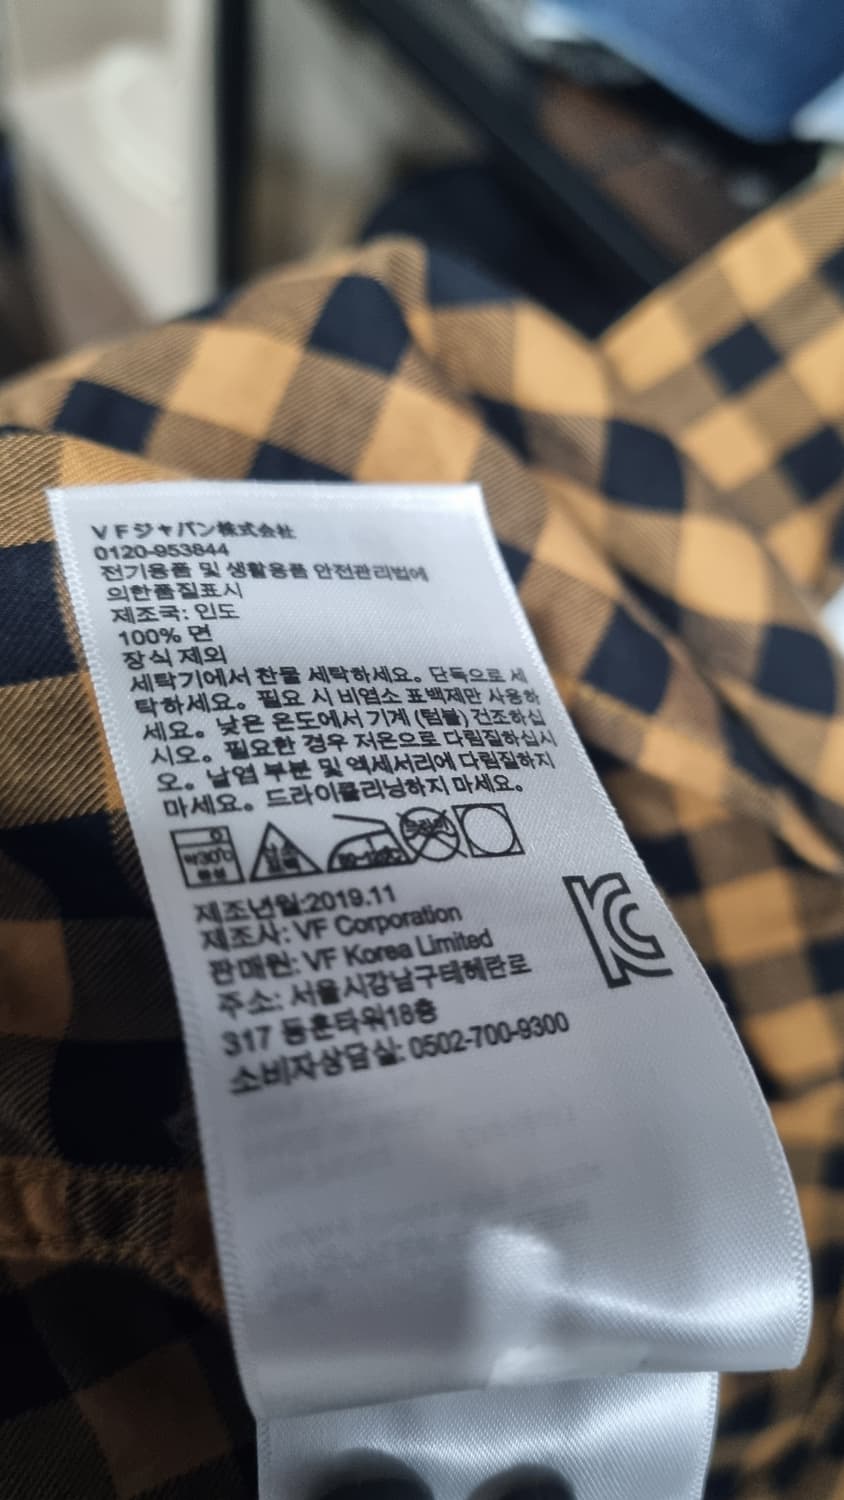 VFジャパン株式会社
0120-953844
전기용품 및 생활용품 안전관리법에
의한품질표시
제조국: 인도
100% 면
장식 제외
세탁기에서 찬물 세탁하세요。 단독으로 세
탁하세요。 필요 시 비염소 표백제만 사용하
세요。 낮은 온도에서 기계 (텀블) 건조하십
시오。 필요한 경우 저온으로 다림질하십시
오。 날염 부분 및 액세서리에 다림질하지
마세요。 드라이클리닝하지 마세요。
약30℃
제조년월:2019.11
제조사: VF Corporation
판매원: VF Korea Limited
주소: 서울시강남구테헤란로
317 동훈타워18층
소비자상담실: 0502-700-9300